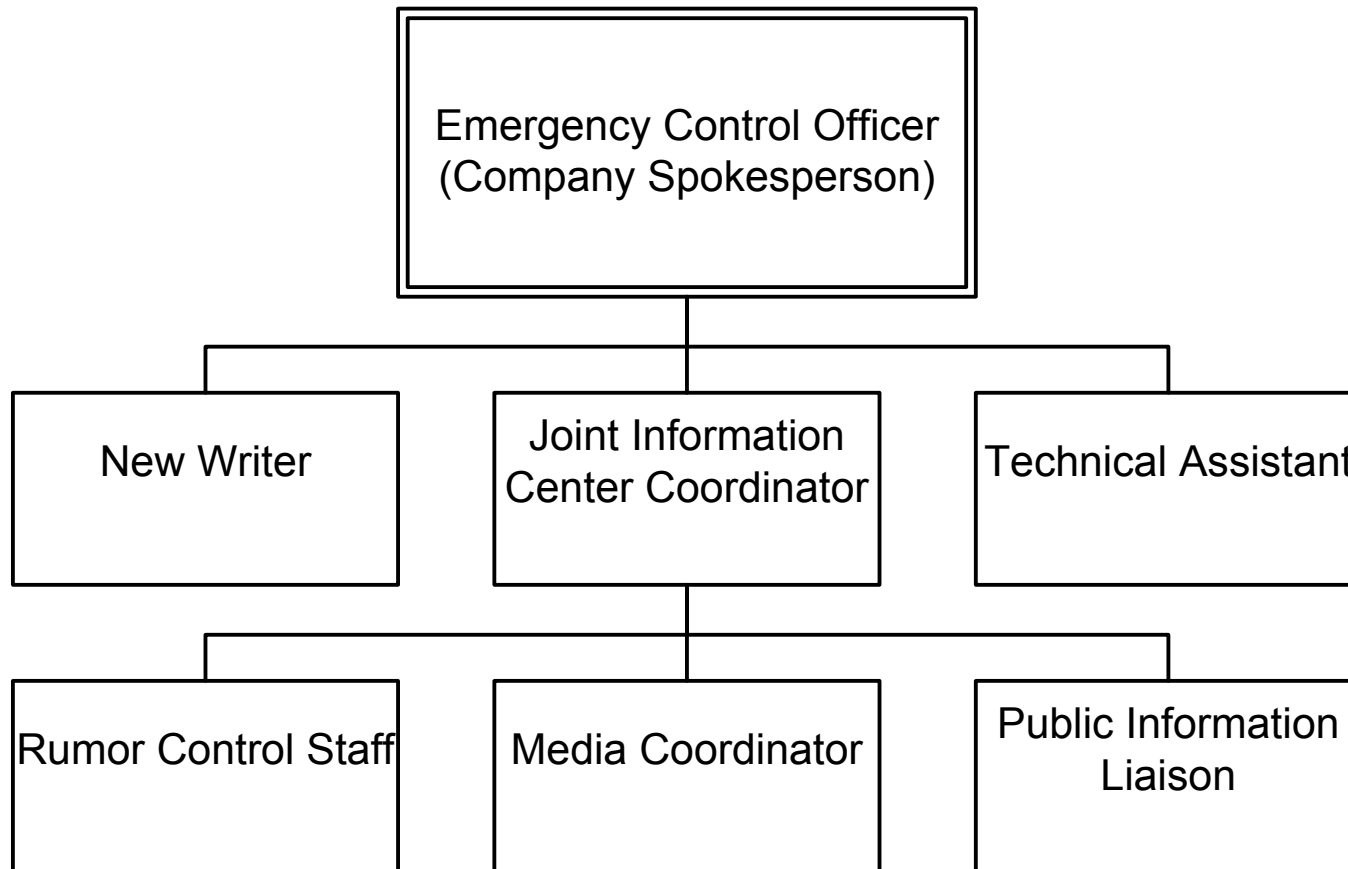 Emergency Control Officer
(Company Spokesperson)
New Writer
Joint Information
Center Coordinator
Technical Assistant
Rumor Control Staff
Media Coordinator
Public Information
Liaison